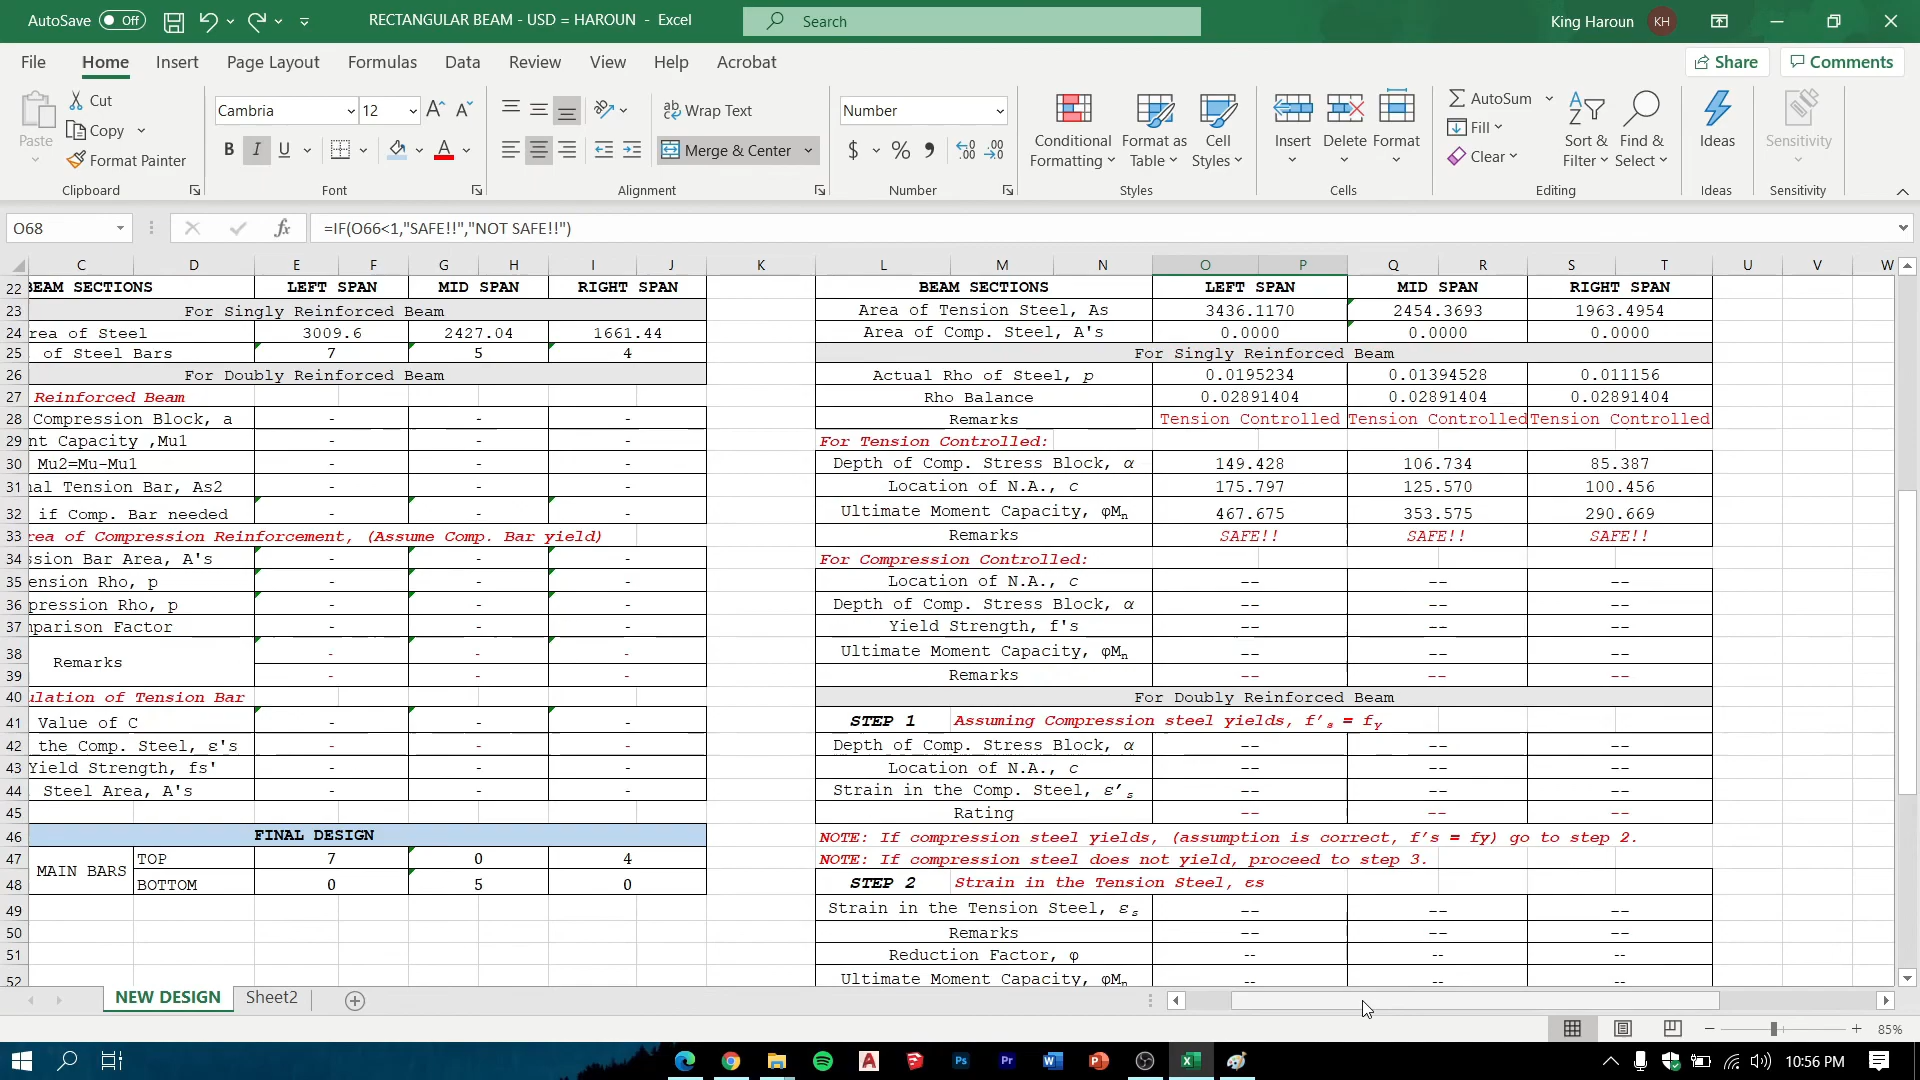 AutoSave Off RECTANGULAR BEAM - USD = HAROUN - Excel Search King Haroun KH
File Home Insert Page Layout Formulas Data Review View Help Acrobat Share Comments
Paste Cut Copy Format Painter
Cambria 12 B I U
Wrap Text Merge & Center
Number $ % 9
Conditional Formatting Format as Table Cell Styles
Insert Delete Format
AutoSum Fill Clear Sort & Filter Find & Select
Ideas Sensitivity
Clipboard Font Alignment Number Styles Cells Editing Ideas Sensitivity
O68 fx =IF(O66<1,"SAFE!!","NOT SAFE!!")
C D E F G H I J K L M N O P Q R S T U V W
22 BEAM SECTIONS LEFT SPAN MID SPAN RIGHT SPAN BEAM SECTIONS LEFT SPAN MID SPAN RIGHT SPAN
23 For Singly Reinforced Beam Area of Tension Steel, As 3436.1170 2454.3693 1963.4954
24 rea of Steel 3009.6 2427.04 1661.44 Area of Comp. Steel, A's 0.0000 0.0000 0.0000
25 of Steel Bars 7 5 4 For Singly Reinforced Beam
26 For Doubly Reinforced Beam Actual Rho of Steel, p 0.0195234 0.01394528 0.011156
27 Reinforced Beam Rho Balance 0.02891404 0.02891404 0.02891404
28 Compression Block, a - - - Remarks Tension Controlled Tension Controlled Tension Controlled
29 nt Capacity ,Mu1 - - - For Tension Controlled:
30 Mu2=Mu-Mu1 - - - Depth of Comp. Stress Block, α 149.428 106.734 85.387
31 nal Tension Bar, As2 - - - Location of N.A., c 175.797 125.570 100.456
32 if Comp. Bar needed - - - Ultimate Moment Capacity, φMn 467.675 353.575 290.669
33 rea of Compression Reinforcement, (Assume Comp. Bar yield) Remarks SAFE!! SAFE!! SAFE!!
34 ssion Bar Area, A's - - - For Compression Controlled:
35 ension Rho, p - - - Location of N.A., c -- -- --
36 pression Rho, p - - - Depth of Comp. Stress Block, α -- -- --
37 mparison Factor - - - Yield Strength, f's -- -- --
38 Remarks - - - Ultimate Moment Capacity, φMn -- -- --
39 - - - Remarks -- -- --
40 ulation of Tension Bar For Doubly Reinforced Beam
41 Value of C - - - STEP 1 Assuming Compression steel yields, f's = fy
42 the Comp. Steel, ε's - - - Depth of Comp. Stress Block, α -- -- --
43 Yield Strength, fs' - - - Location of N.A., c -- -- --
44 Steel Area, A's - - - Strain in the Comp. Steel, ε's -- -- --
45 Rating -- -- --
46 FINAL DESIGN NOTE: If compression steel yields, (assumption is correct, f's = fy) go to step 2.
47 MAIN BARS TOP 7 0 4 NOTE: If compression steel does not yield, proceed to step 3.
48 BOTTOM 0 5 0 STEP 2 Strain in the Tension Steel, εs
49 Strain in the Tension Steel, εs -- -- --
50 Remarks -- -- --
51 Reduction Factor, φ -- -- --
52 Ultimate Moment Capacity, φMn -- -- --
NEW DESIGN Sheet2
85%
10:56 PM